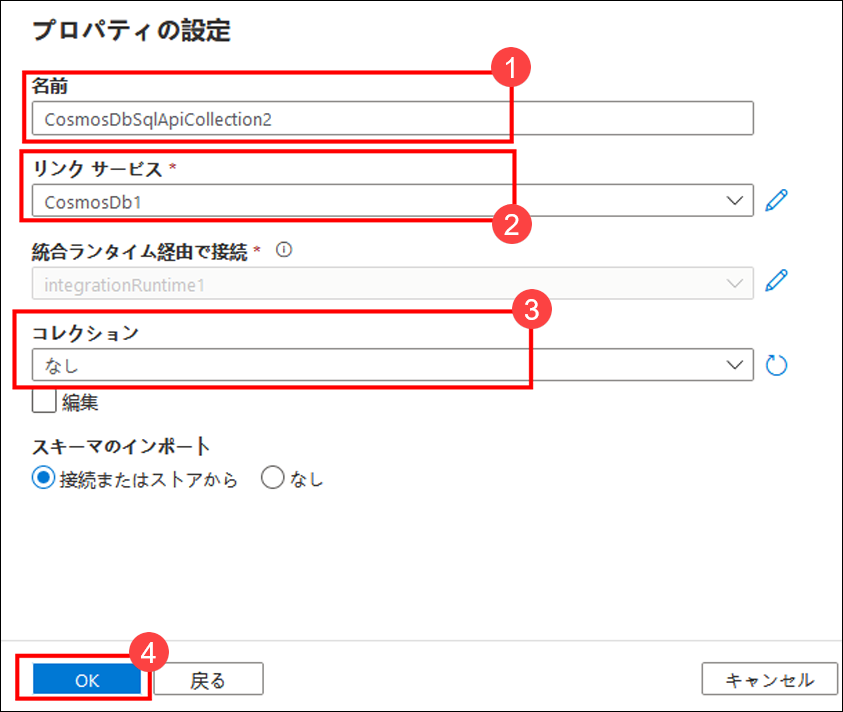 プロパティの設定
1
名前
CosmosDbSqlApiCollection2
リンク サービス *
CosmosDb1
2
統合ランタイム経由で接続 *
integrationRuntime1
3
コレクション
なし
編集
スキーマのインポート
接続またはストアから なし
4
OK 戻る キャンセル